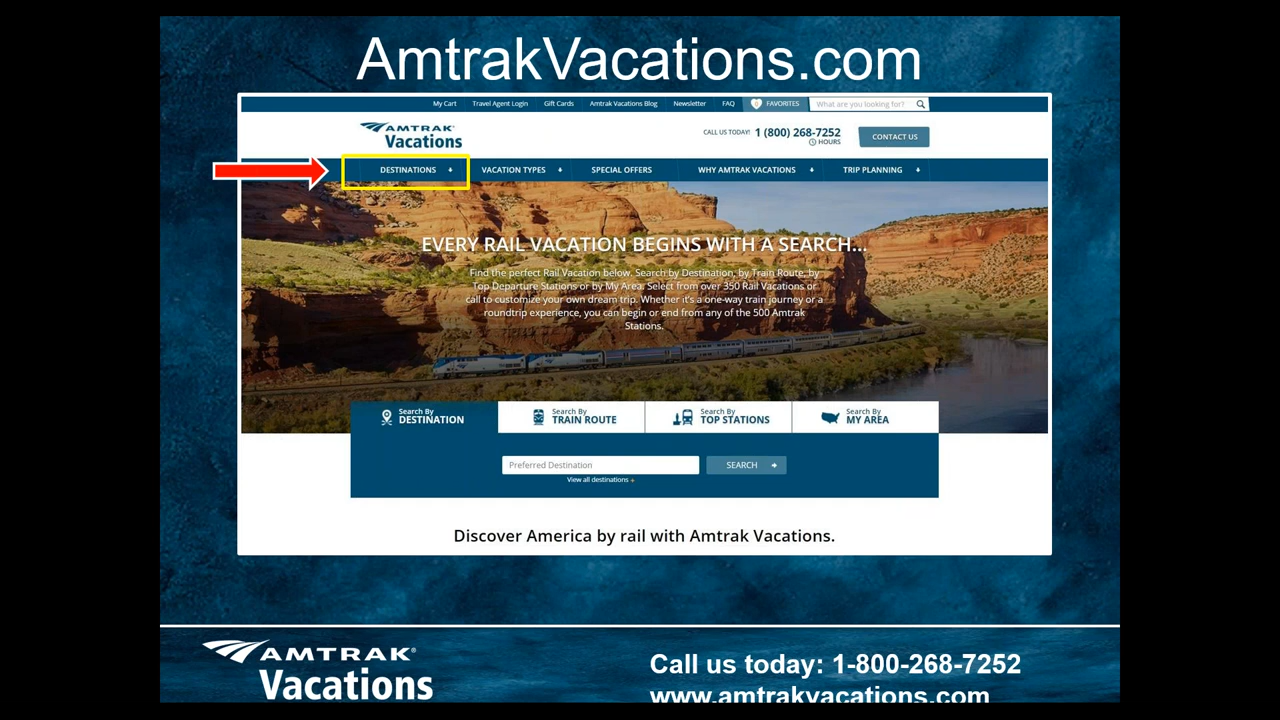 AmtrakVacations.com
My Cart Travel Agent Login Gift Cards Amtrak Vacations Blog Newsletter FAQ FAVORITES What are you looking for?
AMTRAK® Vacations
CALL US TODAY! 1 (800) 268-7252
HOURS
CONTACT US
DESTINATIONS VACATION TYPES SPECIAL OFFERS WHY AMTRAK VACATIONS TRIP PLANNING
EVERY RAIL VACATION BEGINS WITH A SEARCH...
Find the perfect Rail Vacation below. Search by Destination, by Train Route, by
Top Departure Stations or by My Area. Select from over 350 Rail Vacations or
call to customize your own dream trip. Whether it's a one-way train journey or a
roundtrip experience, you can begin or end from any of the 500 Amtrak
Stations.
Search By
DESTINATION
Search By
TRAIN ROUTE
Search By
TOP STATIONS
Search By
MY AREA
Preferred Destination
SEARCH
View all destinations +
Discover America by rail with Amtrak Vacations.
AMTRAK®
Vacations
Call us today: 1-800-268-7252
www.amtrakvacations.com